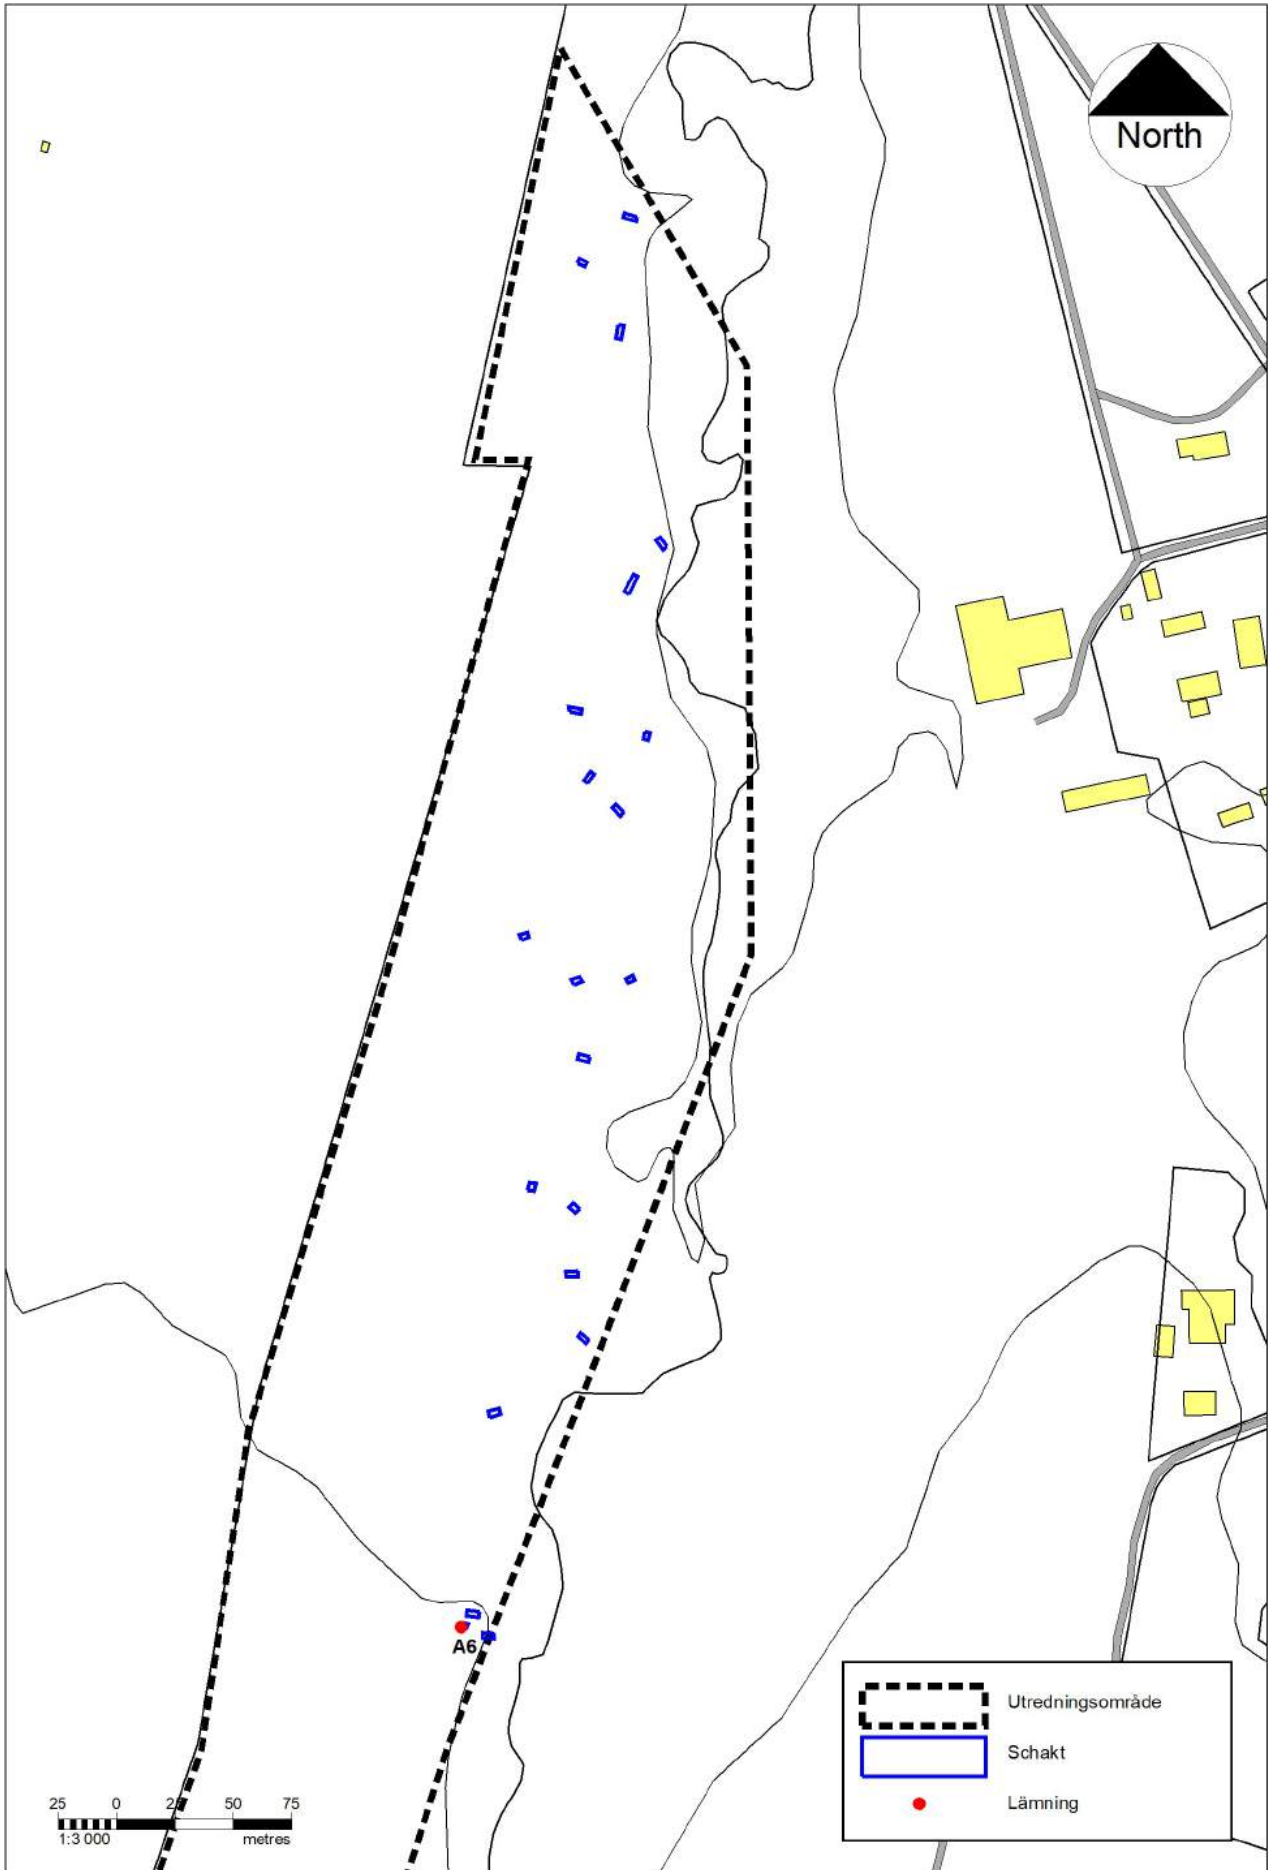 North
A6
Utredningsområde
Schakt
Lämning
25 0 25 50 75
1:3 000 metres